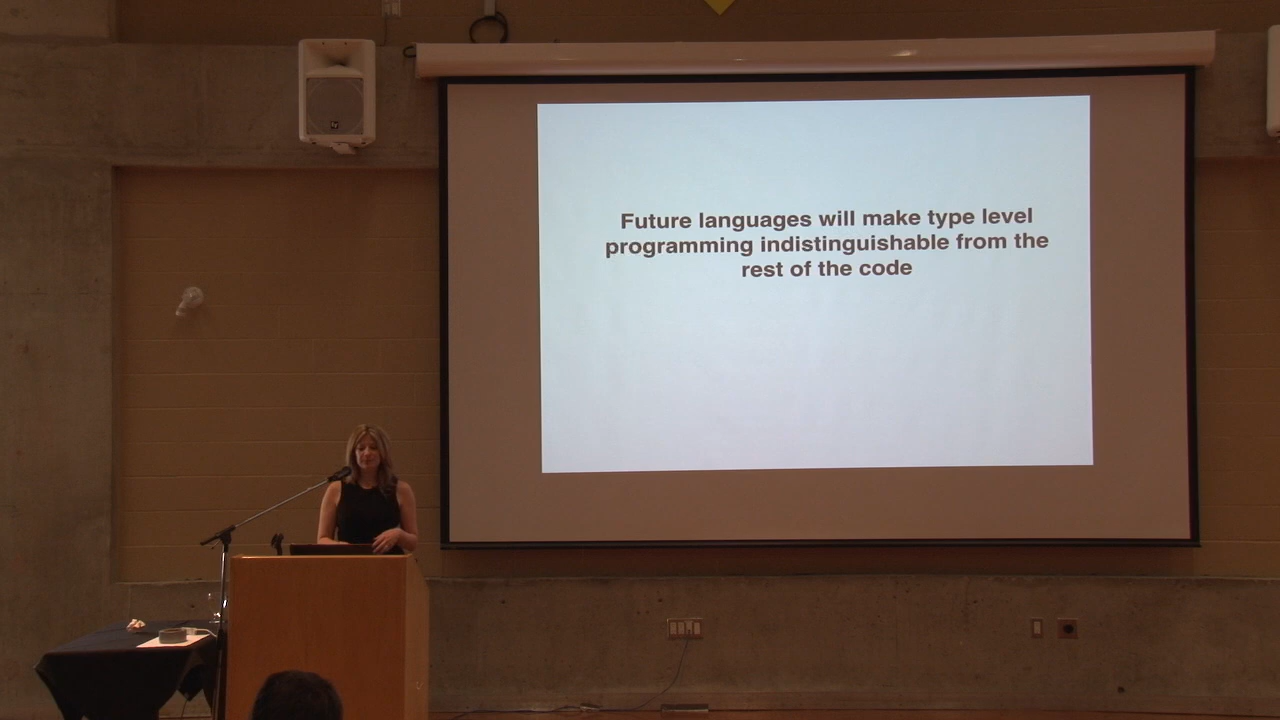 Future languages will make type level
programming indistinguishable from the
rest of the code